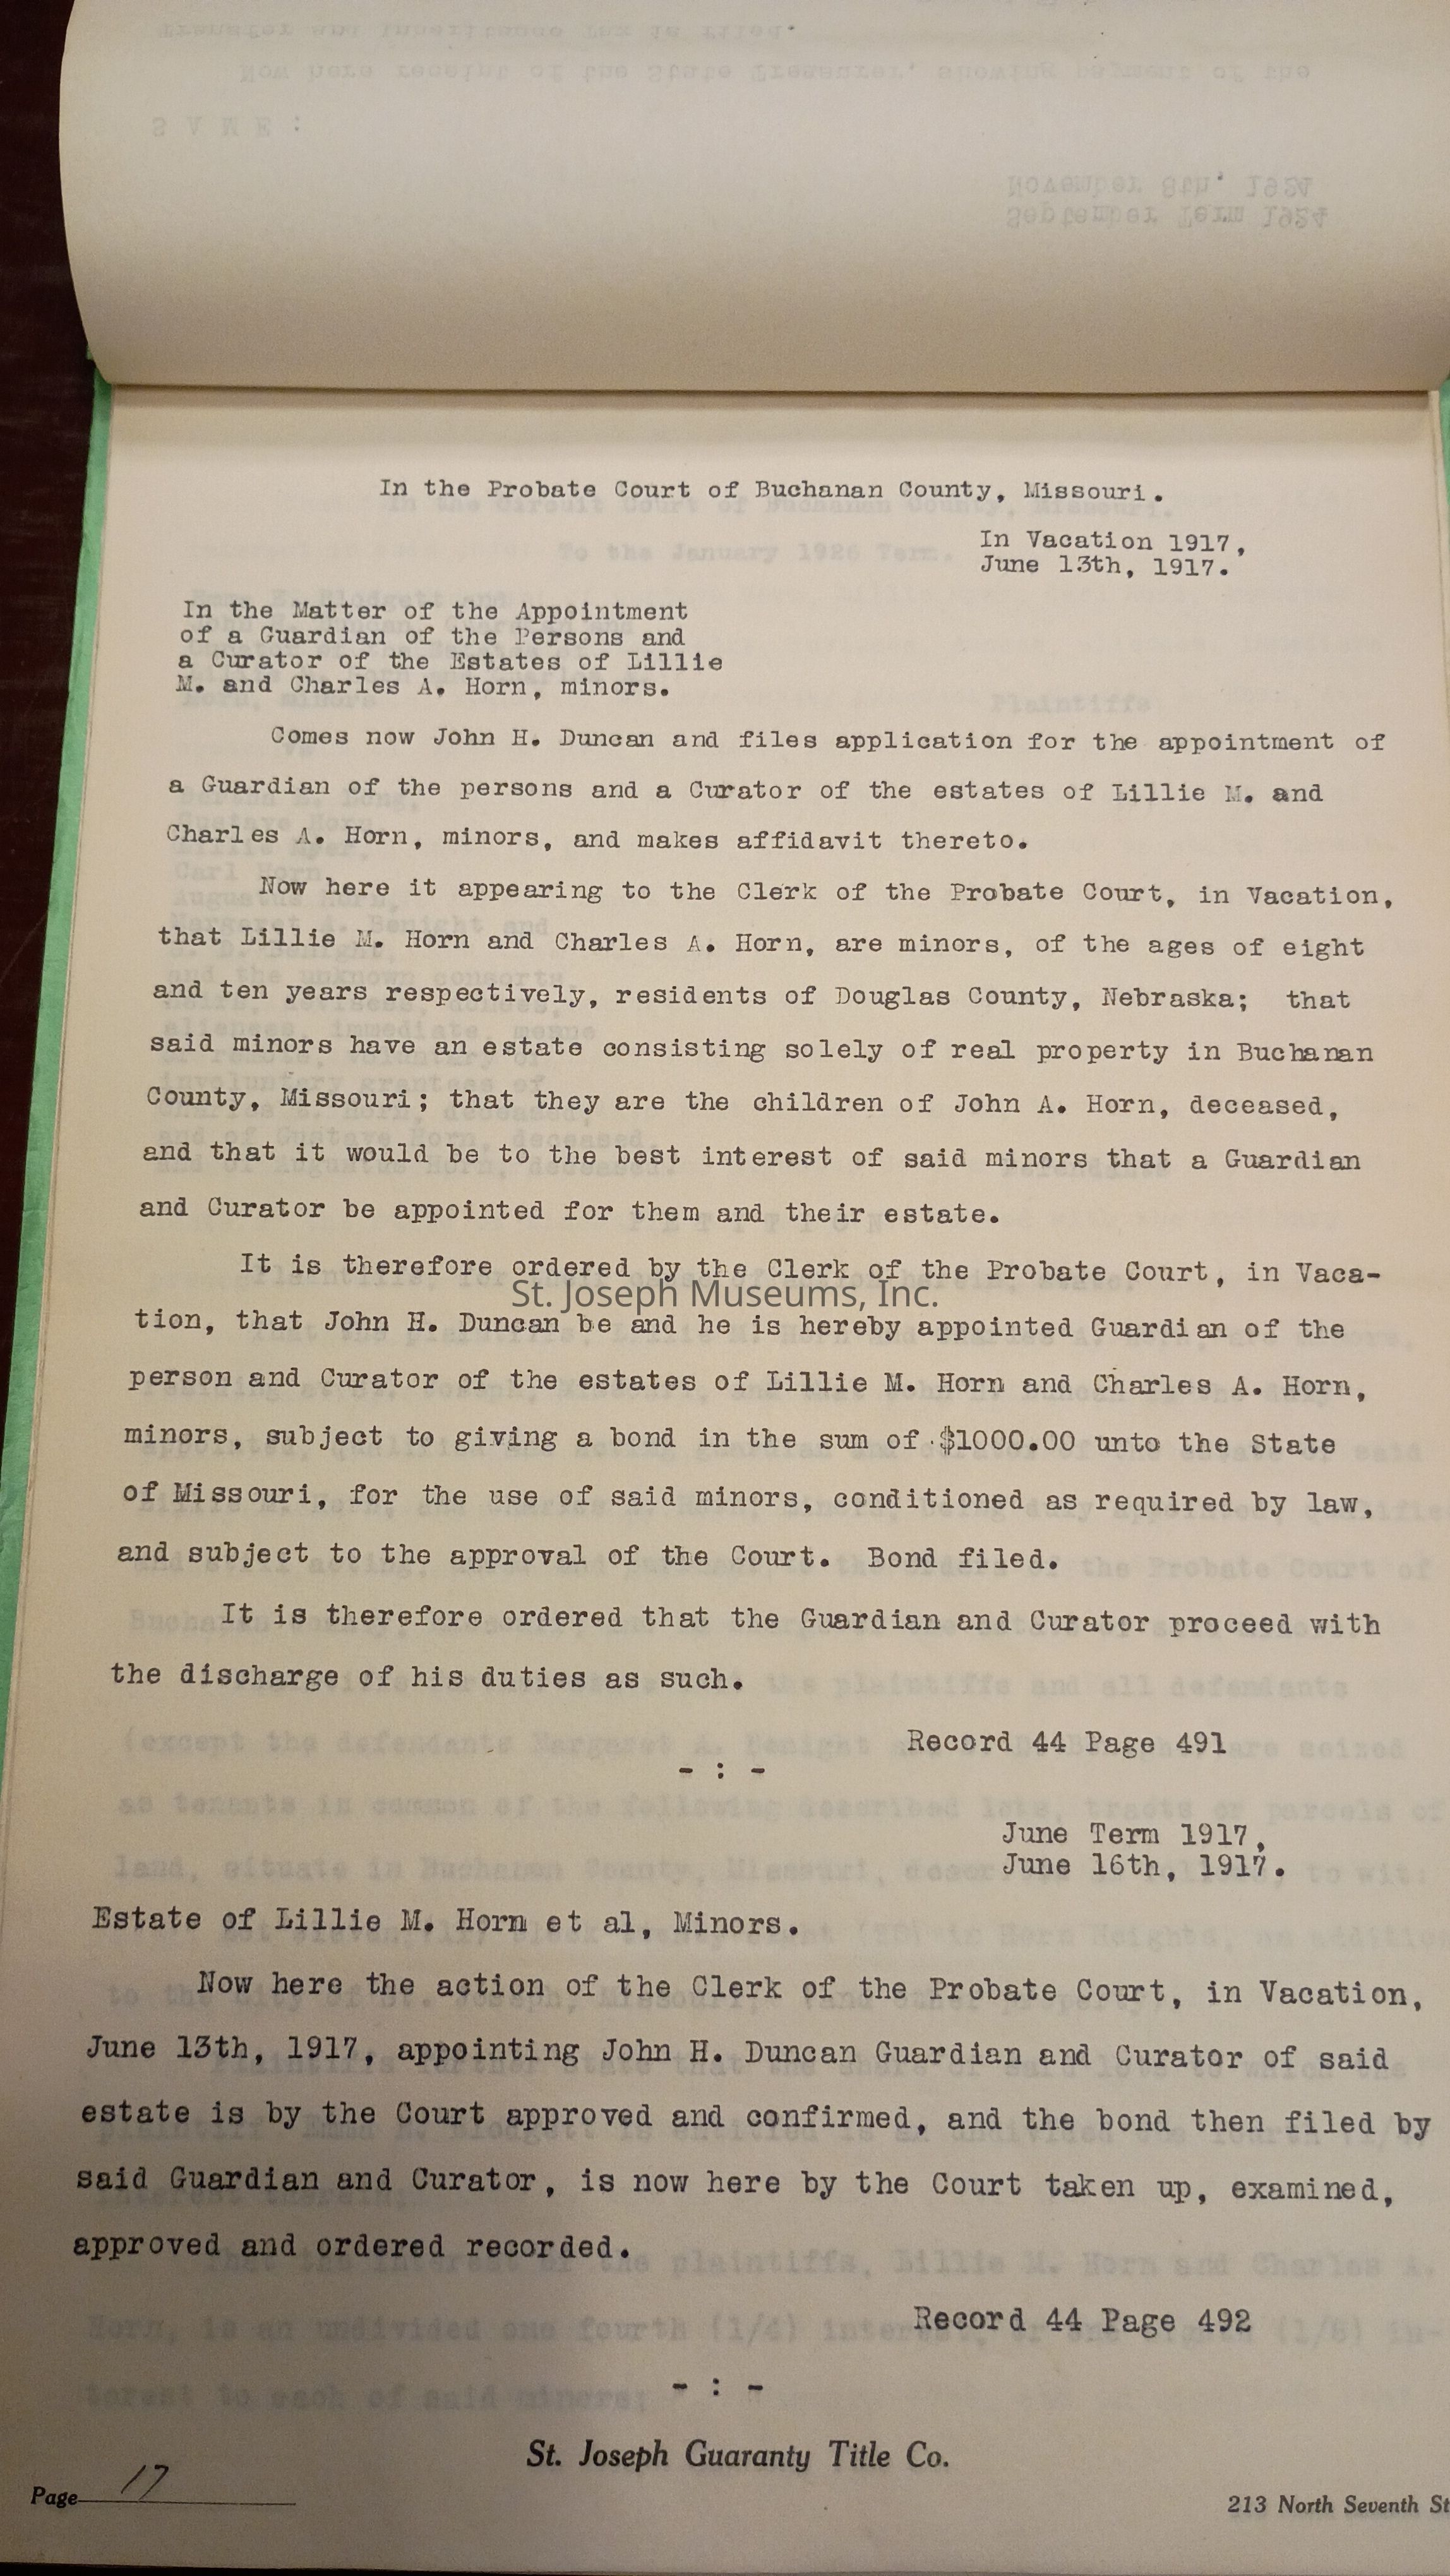 In the Probate Court of Buchanan County, Missouri.
In Vacation 1917,
June 13th, 1917.
In the Matter of the Appointment
of a Guardian of the Persons and
a Curator of the Estates of Lillie
M. and Charles A. Horn, minors.
Comes now John H. Duncan and files application for the appointment of
a Guardian of the persons and a Curator of the estates of Lillie M. and
Charles A. Horn, minors, and makes affidavit thereto.
Now here it appearing to the Clerk of the Probate Court, in Vacation,
that Lillie M. Horn and Charles A. Horn, are minors, of the ages of eight
and ten years respectively, residents of Douglas County, Nebraska; that
said minors have an estate consisting solely of real property in Buchanan
County, Missouri; that they are the children of John A. Horn, deceased,
and that it would be to the best interest of said minors that a Guardian
and Curator be appointed for them and their estate.
It is therefore ordered by the Clerk of the Probate Court, in Vaca-
St. Joseph Museums, Inc.
tion, that John H. Duncan be and he is hereby appointed Guardian of the
person and Curator of the estates of Lillie M. Horn and Charles A. Horn,
minors, subject to giving a bond in the sum of $1000.00 unto the State
of Missouri, for the use of said minors, conditioned as required by law,
and subject to the approval of the Court. Bond filed.
It is therefore ordered that the Guardian and Curator proceed with
the discharge of his duties as such.
Record 44 Page 491
- : -
June Term 1917,
June 16th, 1917.
Estate of Lillie M. Horn et al, Minors.
Now here the action of the Clerk of the Probate Court, in Vacation,
June 13th, 1917, appointing John H. Duncan Guardian and Curator of said
estate is by the Court approved and confirmed, and the bond then filed by
said Guardian and Curator, is now here by the Court taken up, examined,
approved and ordered recorded.
Record 44 Page 492
- : -
St. Joseph Guaranty Title Co.
Page 17
213 North Seventh St